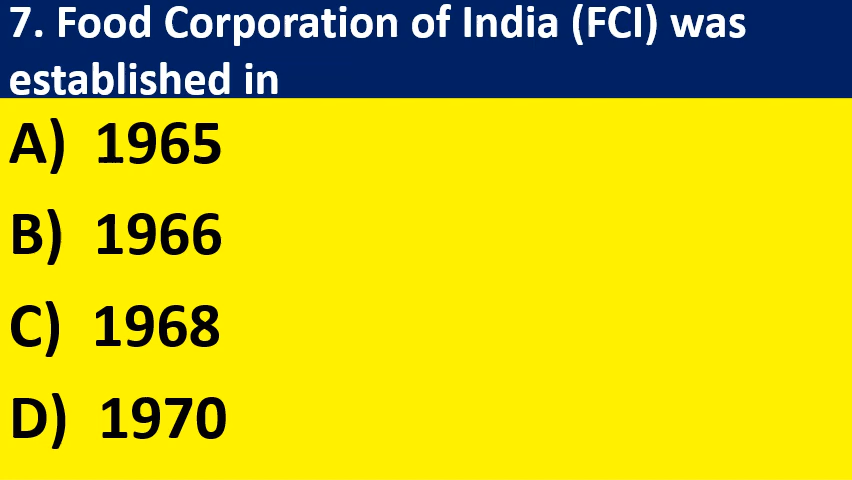 7. Food Corporation of India (FCI) was
established in
A) 1965
B) 1966
C) 1968
D) 1970